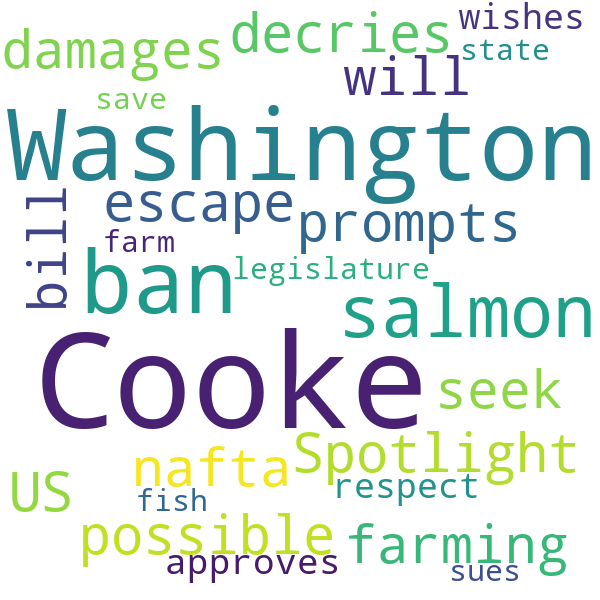 wishes
decries
damages
state
will
save
Washington
escape
prompts
bill
farm
ban
legislature
salmon
Cooke
seek
Spotlight
nafta
respect
US
fish
possible
farming
approves
sues